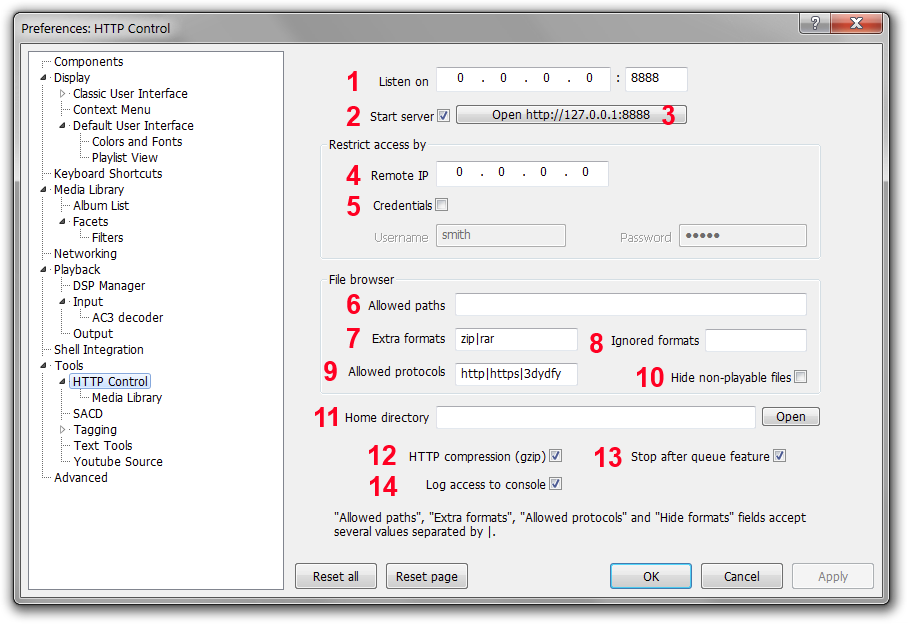 Preferences: HTTP Control
?
Components
Display
Classic User Interface
Context Menu
Default User Interface
Colors and Fonts
Playlist View
Keyboard Shortcuts
Media Library
Album List
Facets
Filters
Networking
Playback
DSP Manager
Input
AC3 decoder
Output
Shell Integration
Tools
HTTP Control
Media Library
SACD
Tagging
Text Tools
Youtube Source
Advanced
1 Listen on 0 . 0 . 0 . 0 : 8888
2 Start server Open http://127.0.0.1:8888 3
Restrict access by
4 Remote IP 0 . 0 . 0 . 0
5 Credentials
Username smith Password •••••
File browser
6 Allowed paths
7 Extra formats zip|rar 8 Ignored formats
9 Allowed protocols http|https|3dydfy
10 Hide non-playable files
11 Home directory Open
12 HTTP compression (gzip) 13 Stop after queue feature
14 Log access to console
"Allowed paths", "Extra formats", "Allowed protocols" and "Hide formats" fields accept
several values separated by |.
Reset all Reset page OK Cancel Apply